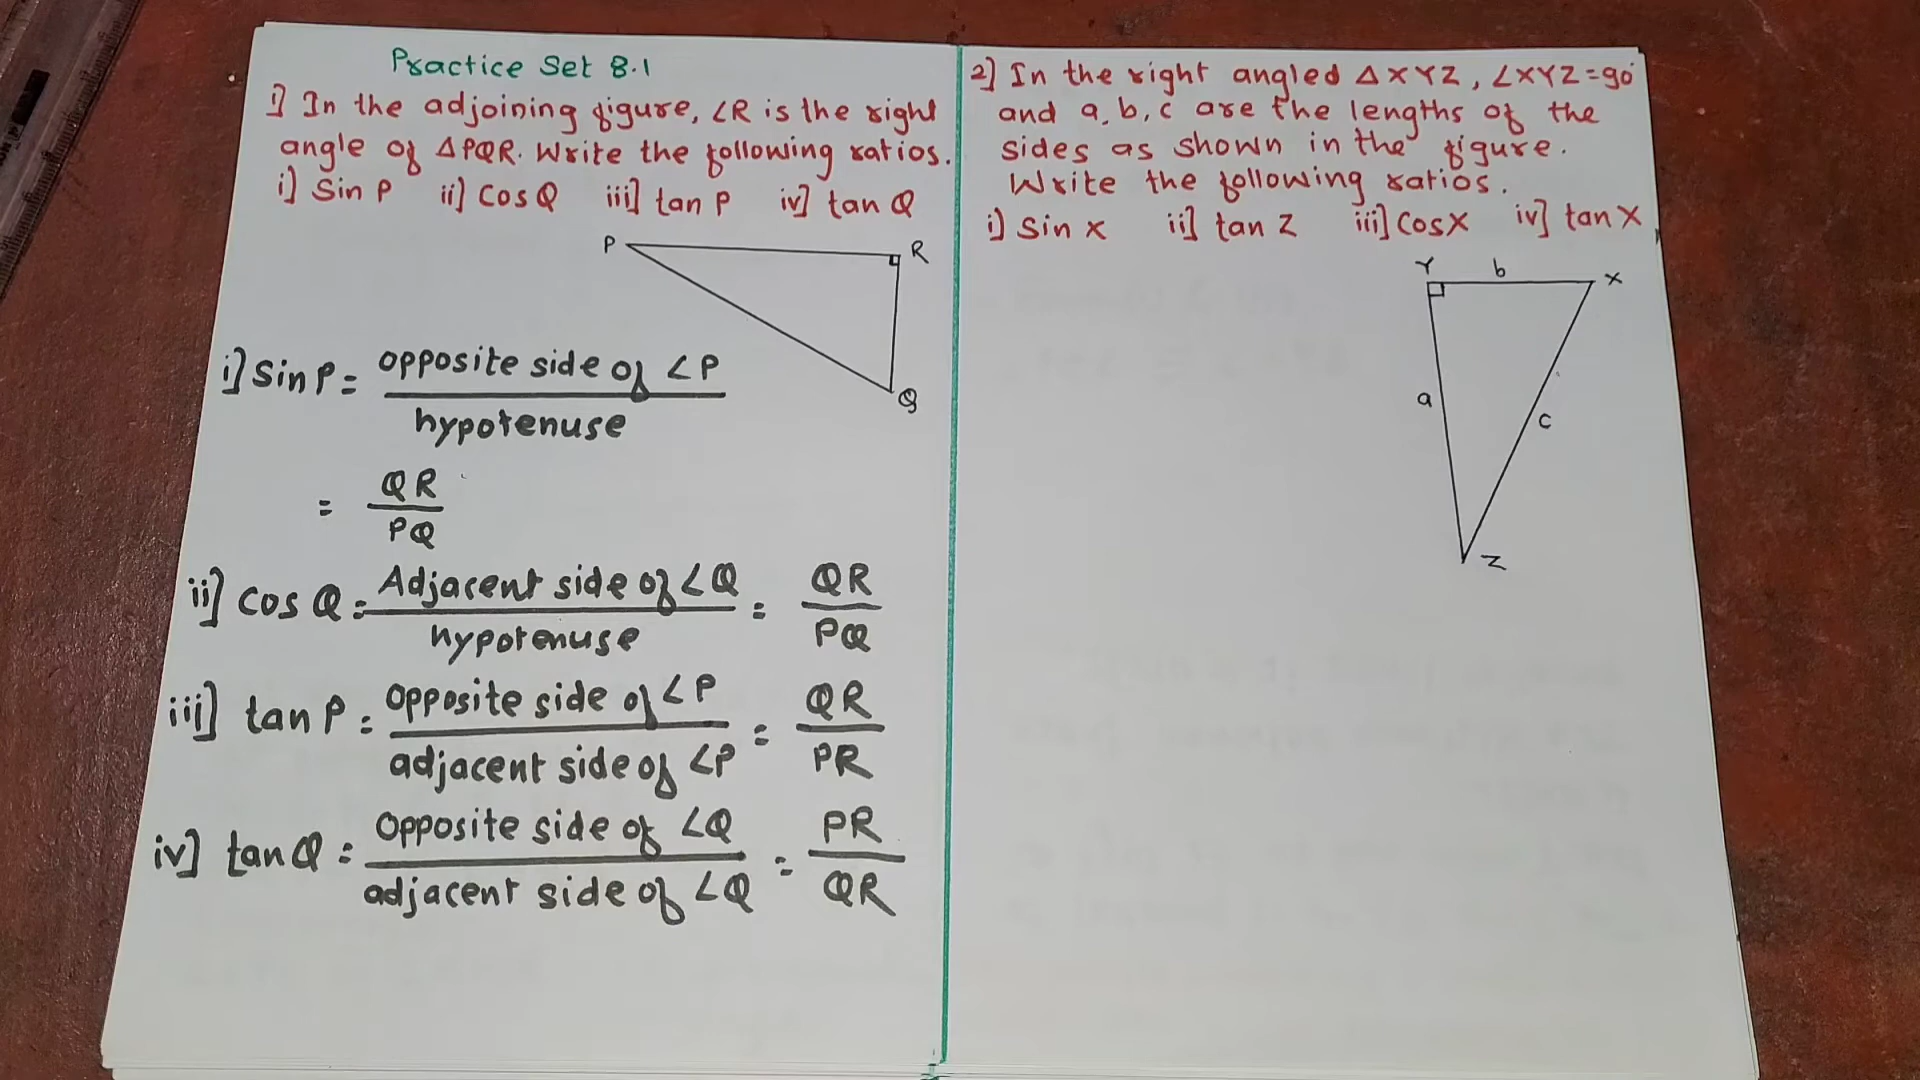 Practice Set 8.1
1] In the adjoining figure, ∠R is the right
angle of ΔPQR. Write the following ratios.
i] Sin P ii] Cos Q iii] tan P iv] tan Q
P
R
Q
i] Sin P = opposite side of ∠P
hypotenuse
= QR
PQ
ii] cos Q = Adjacent side of ∠Q = QR
hypotenuse PQ
iii] tan P = opposite side of ∠P = QR
adjacent side of ∠P PR
iv] tan Q = opposite side of ∠Q = PR
adjacent side of ∠Q QR
2] In the right angled ΔXYZ, ∠XYZ = 90°
and a, b, c are the lengths of the
sides as shown in the figure.
Write the following ratios.
i] Sin X ii] tan Z iii] Cos X iv] tan X
Y b X
a
c
Z